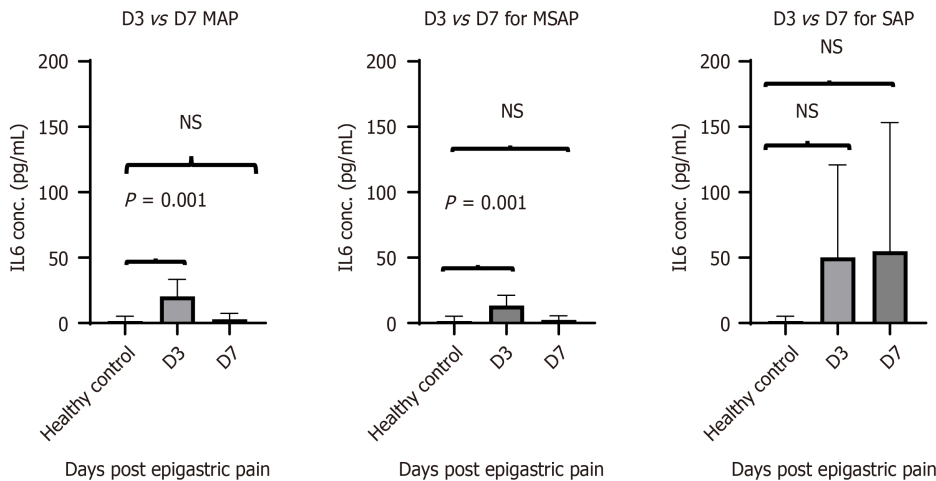 D3 vs D7 MAP
IL6 conc. (pg/mL)
200
150
100
50
0
NS
P = 0.001
Healthy control
D3
D7
Days post epigastric pain
D3 vs D7 for MSAP
IL6 conc. (pg/mL)
200
150
100
50
0
NS
P = 0.001
Healthy control
D3
D7
Days post epigastric pain
D3 vs D7 for SAP
IL6 conc. (pg/mL)
200
150
100
50
0
NS
NS
Healthy control
D3
D7
Days post epigastric pain